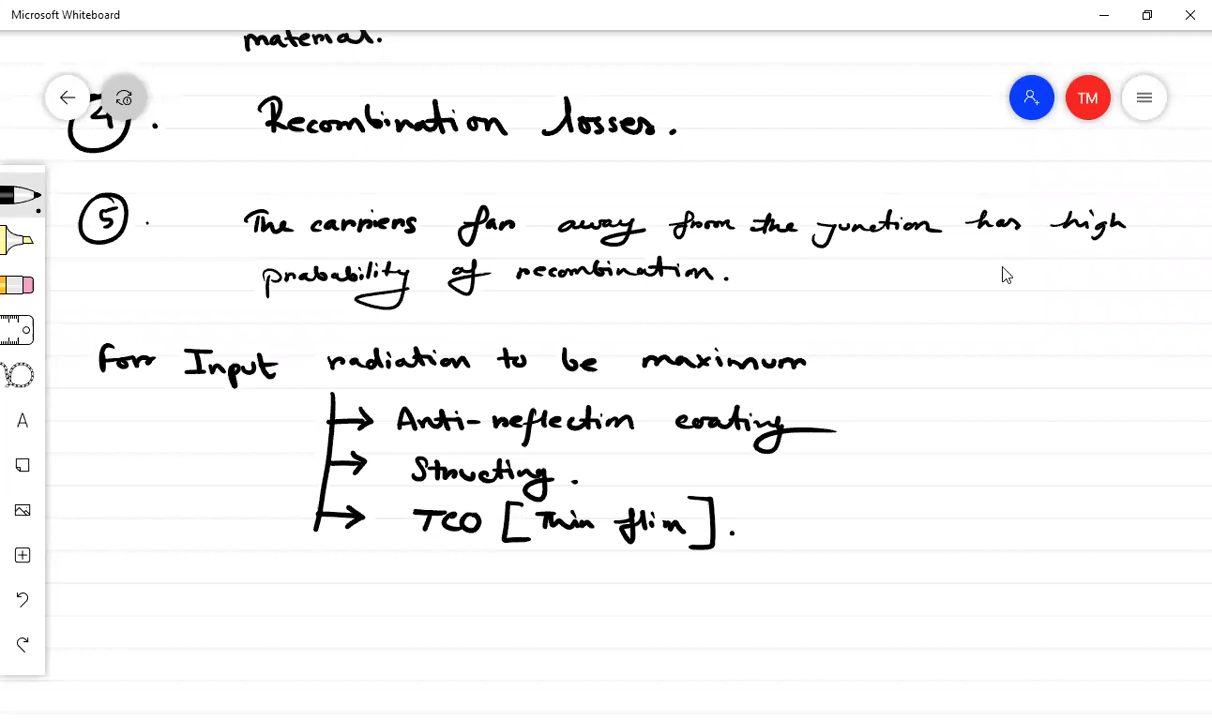 Microsoft Whiteboard
material.
4. Recombination losses.
TM
5. The carriers far away from the junction has high
probability of recombination.
For Input radiation to be maximum
→ Anti-reflection coating
→ Structing.
→ TCO [Thin flim].
A